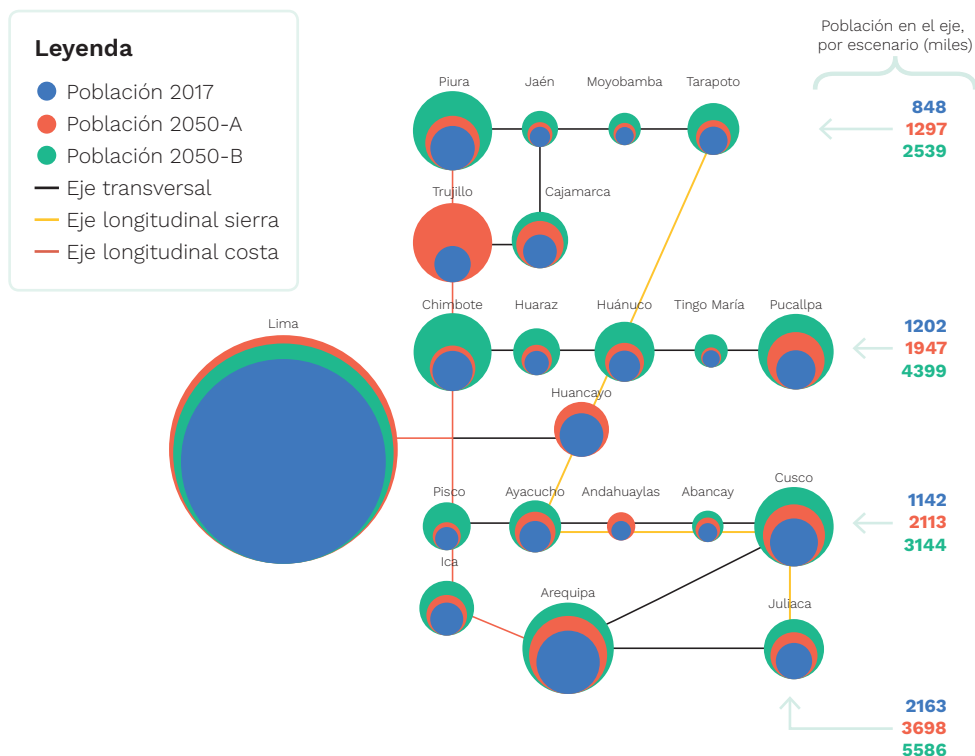 Leyenda
Población 2017
Población 2050-A
Población 2050-B
Eje transversal
Eje longitudinal sierra
Eje longitudinal costa
Población en el eje,
por escenario (miles)
Piura
Jaén
Moyobamba
Tarapoto
848
1297
2539
Trujillo
Cajamarca
Chimbote
Huaraz
Huánuco
Tingo María
Pucallpa
Lima
1202
1947
4399
Huancayo
Pisco
Ayacucho
Andahuaylas
Abancay
Cusco
1142
2113
3144
Ica
Arequipa
Juliaca
2163
3698
5586